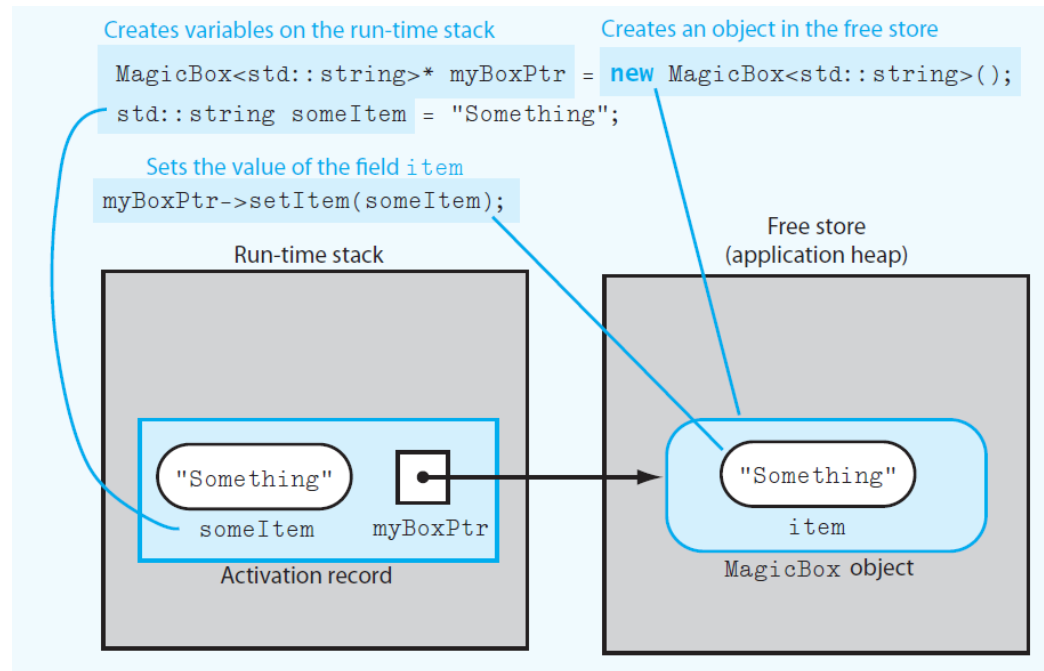 Creates variables on the run-time stack
Creates an object in the free store
MagicBox<std::string>* myBoxPtr = new MagicBox<std::string>();
std::string someItem = "Something";
Sets the value of the field item
myBoxPtr->setItem(someItem);
Run-time stack
Free store
(application heap)
"Something"
someItem
myBoxPtr
Activation record
"Something"
item
MagicBox object